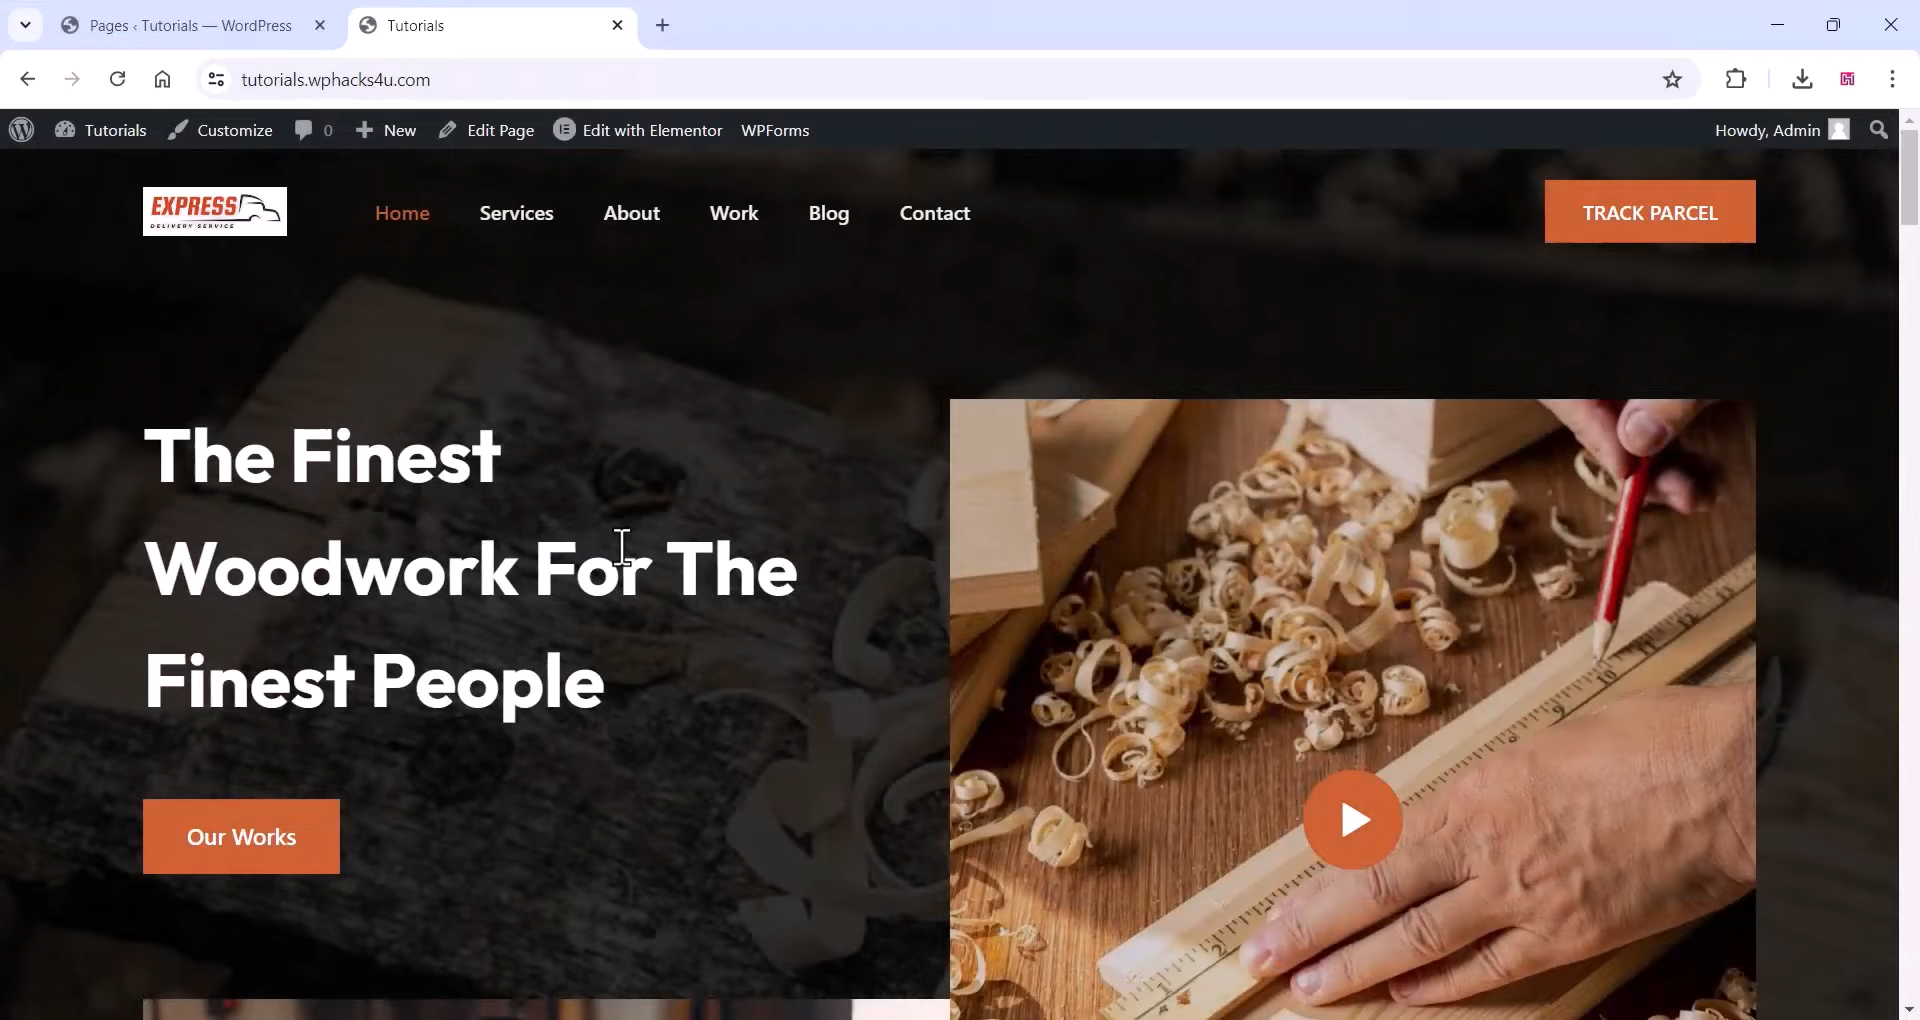 Pages ‹ Tutorials — WordPress
Tutorials
tutorials.wphacks4u.com
Tutorials
Customize
0
New
Edit Page
Edit with Elementor
WPForms
Howdy, Admin
EXPRESS
DELIVERY SERVICE
Home
Services
About
Work
Blog
Contact
TRACK PARCEL
The Finest
Woodwork For The
Finest People
Our Works